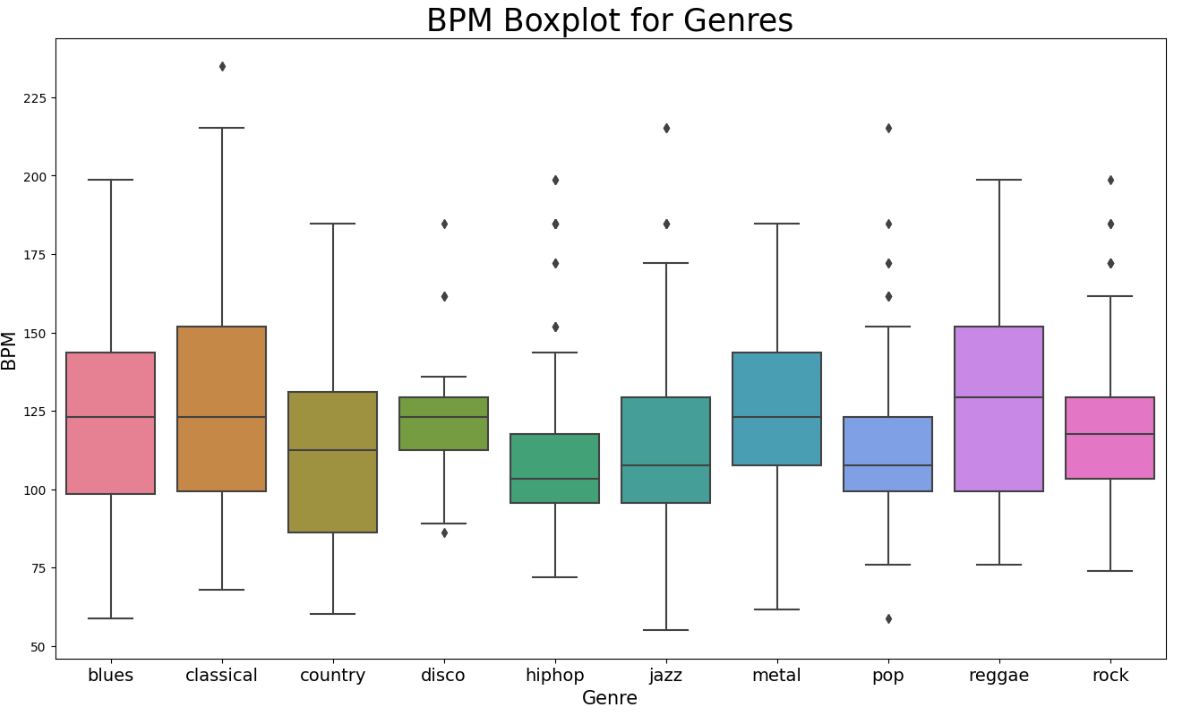 BPM Boxplot for Genres
225
200
175
150
125
100
75
50
BPM
blues classical country disco hiphop jazz metal pop reggae rock
Genre